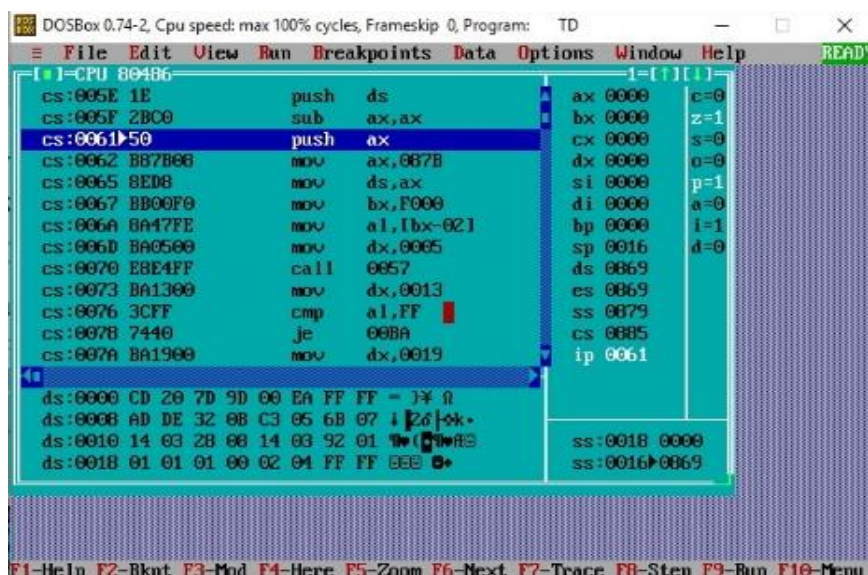 DOSBox 0.74-2, Cpu speed: max 100% cycles, Frameskip 0, Program: TD
≡ File Edit View Run Breakpoints Data Options Window Help READY
[■]=CPU 80486 1=[↑][↓]
cs:005E 1E push ds ax 0000 c=0
cs:005F 2BC0 sub ax,ax bx 0000 z=1
cs:0061►50 push ax cx 0000 s=0
cs:0062 B87B08 mov ax,087B dx 0000 o=0
cs:0065 8ED8 mov ds,ax si 0000 p=1
cs:0067 BB00F0 mov bx,F000 di 0000 a=0
cs:006A 8A47FE mov al,[bx-02] bp 0000 i=1
cs:006D BA0500 mov dx,0005 sp 0016 d=0
cs:0070 E8E4FF call 0057 ds 0869
cs:0073 BA1300 mov dx,0013 es 0869
cs:0076 3CFF cmp al,FF ss 0879
cs:0078 7440 je 00BA cs 0885
cs:007A BA1900 mov dx,0019 ip 0061
ds:0000 CD 20 7D 9D 00 EA FF FF = }¥ Ω
ds:0008 AD DE 32 0B C3 05 6B 07
ds:0010 14 03 28 08 14 03 92 01 ss:0018 0000
ds:0018 01 01 01 00 02 04 FF FF ss:0016►0869
F1-Help F2-Bkpt F3-Mod F4-Here F5-Zoom F6-Next F7-Trace F8-Step F9-Run F10-Menu